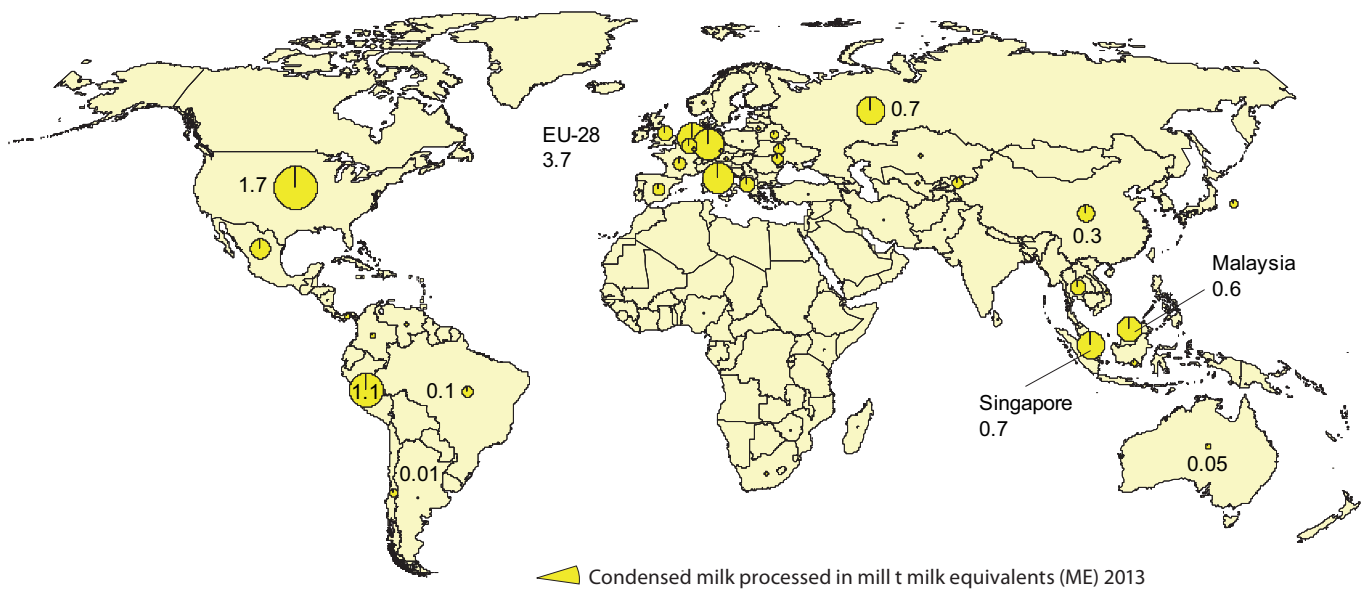 0.7
EU-28
3.7
1.7
0.3
Malaysia
0.6
1.1
0.1
Singapore
0.7
0.01
0.05
Condensed milk processed in mill t milk equivalents (ME) 2013